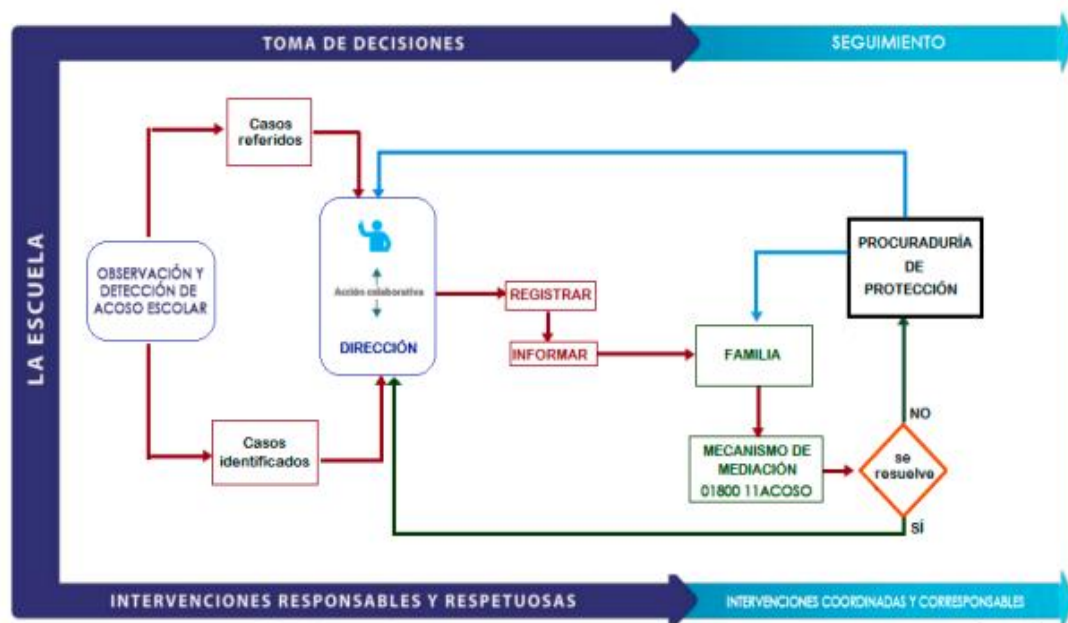 TOMA DE DECISIONES
SEGUIMIENTO
LA ESCUELA
Casos
referidos
OBSERVACIÓN Y
DETECCIÓN DE
ACOSO ESCOLAR
Acción colaborativa
DIRECCIÓN
REGISTRAR
INFORMAR
FAMILIA
PROCURADURÍA
DE
PROTECCIÓN
NO
Casos
identificados
MECANISMO DE
MEDIACIÓN
01800 11ACOSO
se
resuelve
SÍ
INTERVENCIONES RESPONSABLES Y RESPETUOSAS
INTERVENCIONES COORDINADAS Y CORRESPONSABLES